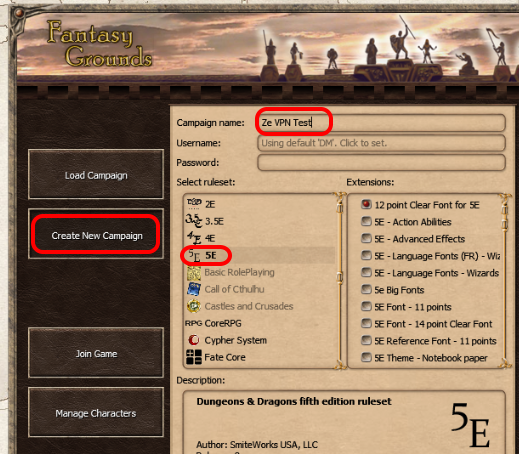 Fantasy
Grounds
Load Campaign
Create New Campaign
Join Game
Manage Characters
Campaign name: Ze VPN Test
Username: Using default 'DM'. Click to set.
Password:
Select ruleset:
2E
3.5E
4E
5E
Basic RolePlaying
Call of Cthulhu
Castles and Crusades
RPG CoreRPG
Cypher System
Fate Core
Extensions:
12 point Clear Font for 5E
5E - Action Abilities
5E - Advanced Effects
5E - Language Fonts (FR) - Wiz
5E - Language Fonts - Wizards
5e Big Fonts
5E Font - 11 points
5E Font - 14 point Clear Font
5E Reference Font - 11 points
5E Theme - Notebook paper
Description:
Dungeons & Dragons fifth edition ruleset
5E
Author: SmiteWorks USA, LLC